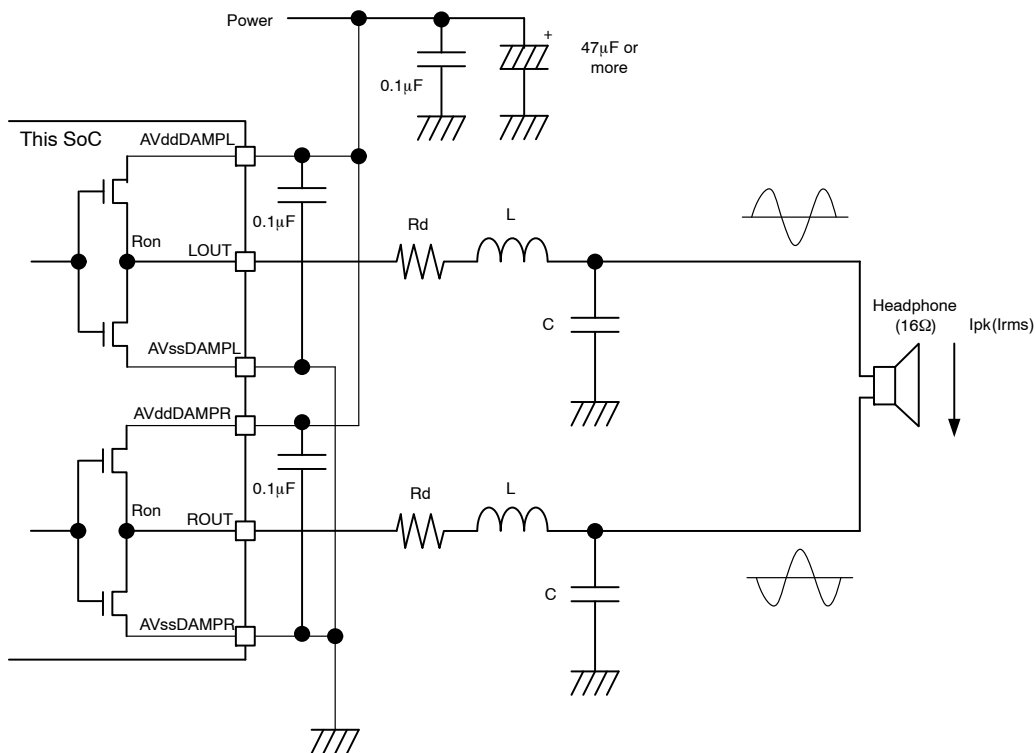 Power
+
47μF or
more
0.1μF
This SoC
AVddDAMPL
0.1μF
Rd
L
Ron
LOUT
C
Headphone
(16Ω)
Ipk(Irms)
AVssDAMPL
AVddDAMPR
0.1μF
Rd
L
Ron
ROUT
C
AVssDAMPR